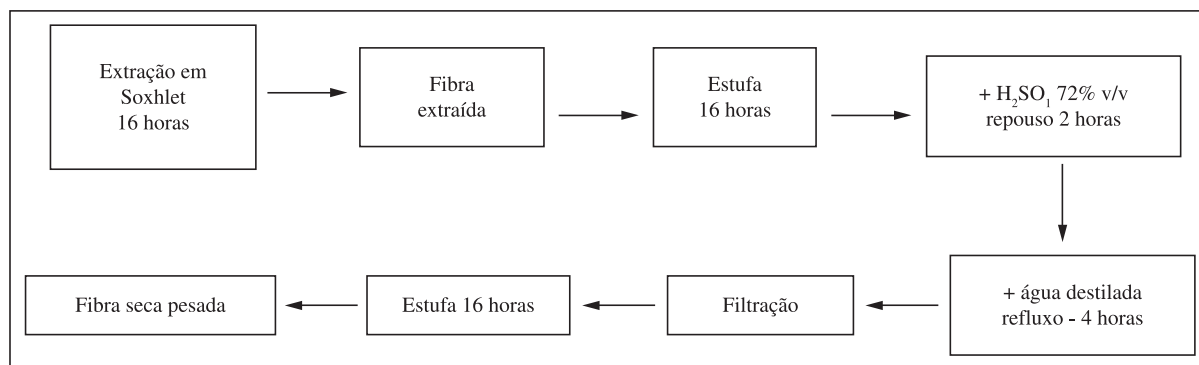 Extração em
Soxhlet
16 horas
Fibra
extraída
Estufa
16 horas
+ H₂SO₁ 72% v/v
repouso 2 horas
+ água destilada
refluxo - 4 horas
Filtração
Estufa 16 horas
Fibra seca pesada